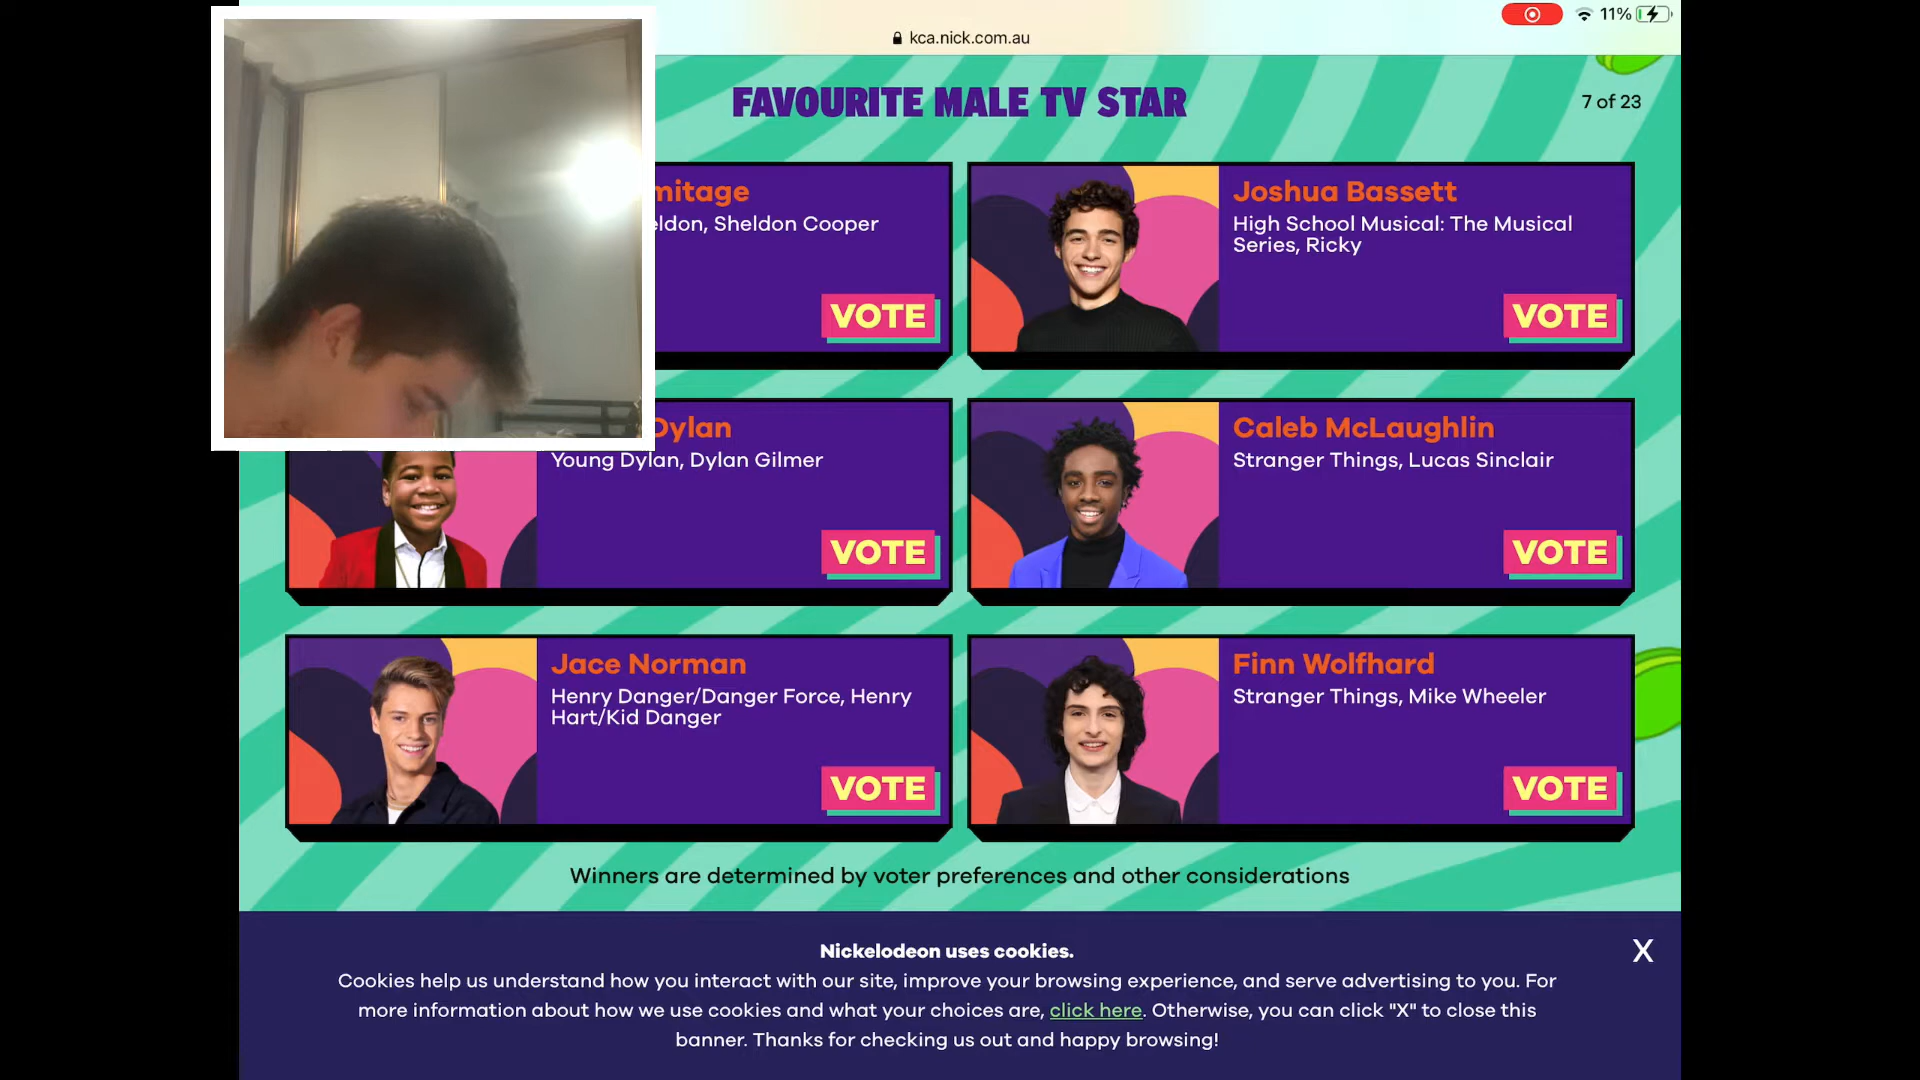 11%
kca.nick.com.au
FAVOURITE MALE TV STAR
7 of 23
Sheldon Cooper
VOTE
Joshua Bassett
High School Musical: The Musical
Series, Ricky
VOTE
Dylan
Young Dylan, Dylan Gilmer
VOTE
Caleb McLaughlin
Stranger Things, Lucas Sinclair
VOTE
Jace Norman
Henry Danger/Danger Force, Henry
Hart/Kid Danger
VOTE
Finn Wolfhard
Stranger Things, Mike Wheeler
VOTE
Winners are determined by voter preferences and other considerations
Nickelodeon uses cookies.
X
Cookies help us understand how you interact with our site, improve your browsing experience, and serve advertising to you. For
more information about how we use cookies and what your choices are, click here. Otherwise, you can click "X" to close this
banner. Thanks for checking us out and happy browsing!